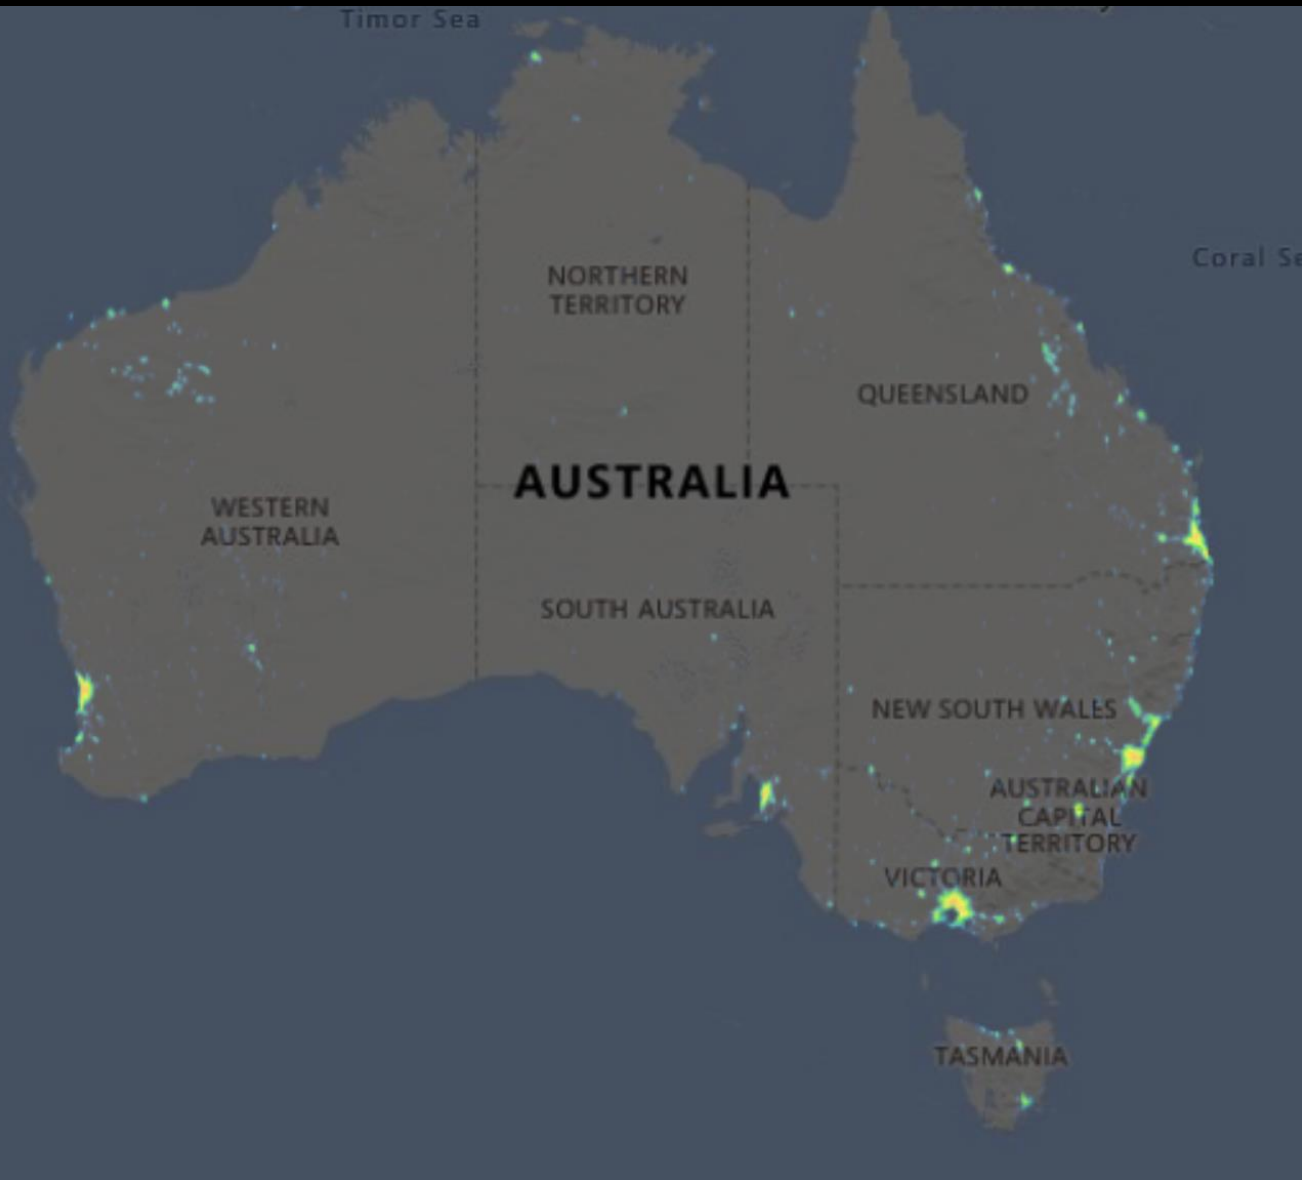 Timor Sea
Coral Se
NORTHERN
TERRITORY
QUEENSLAND
AUSTRALIA
WESTERN
AUSTRALIA
SOUTH AUSTRALIA
NEW SOUTH WALES
AUSTRALIAN
CAPITAL
TERRITORY
VICTORIA
TASMANIA